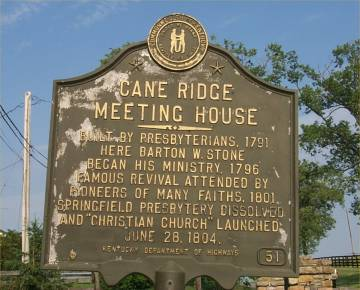 CANE RIDGE
MEETING HOUSE
BUILT BY PRESBYTERIANS, 1791.
HERE BARTON W. STONE
BEGAN HIS MINISTRY, 1796.
FAMOUS REVIVAL ATTENDED BY
PIONEERS OF MANY FAITHS, 1801.
SPRINGFIELD PRESBYTERY DISSOLVED
AND "CHRISTIAN CHURCH" LAUNCHED
JUNE 28, 1804.
KENTUCKY DEPARTMENT OF HIGHWAYS
51